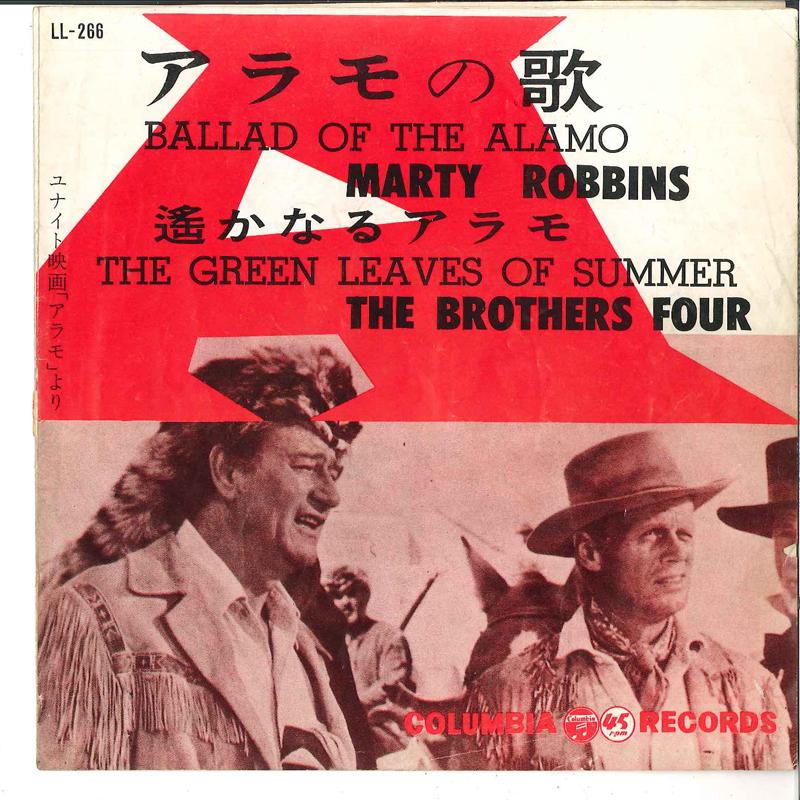 LL-266
アラモの歌
BALLAD OF THE ALAMO
MARTY ROBBINS
遙かなるアラモ
THE GREEN LEAVES OF SUMMER
THE BROTHERS FOUR
ユナイト映画「アラモ」より
COLUMBIA Columbia 45 rpm RECORDS